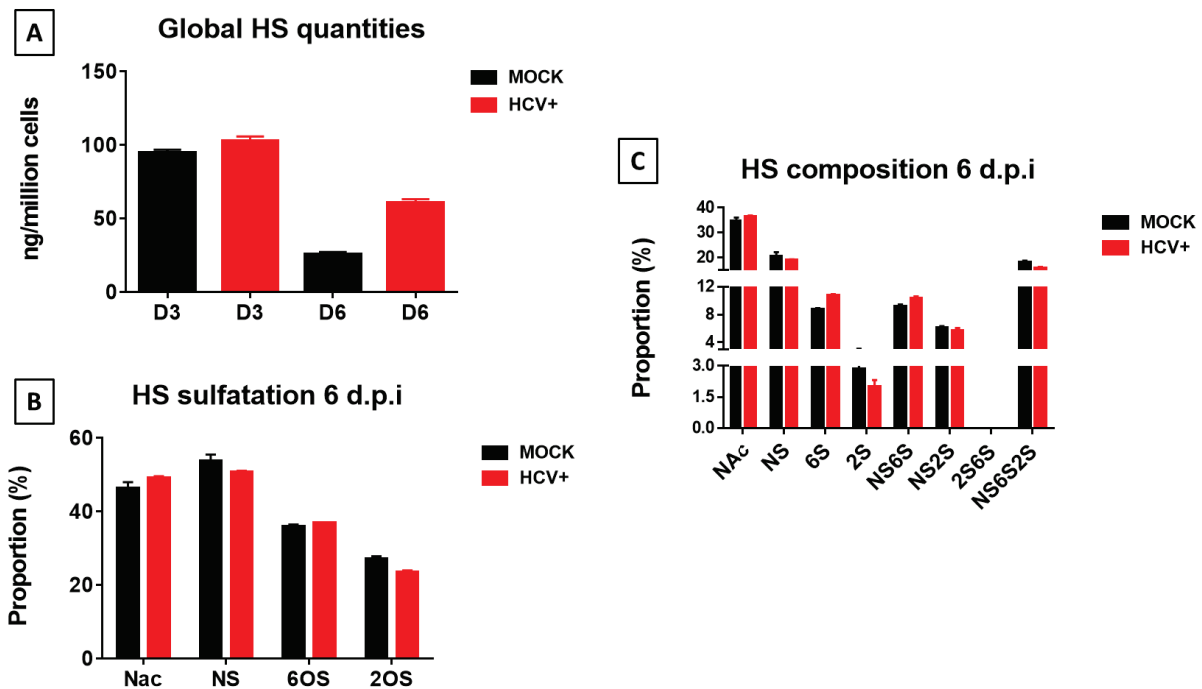 A
Global HS quantities
MOCK
HCV+
ng/million cells
150
100
50
0
D3 D3 D6 D6
B
HS sulfatation 6 d.p.i
MOCK
HCV+
Proportion (%)
60
40
20
0
Nac NS 6OS 2OS
C
HS composition 6 d.p.i
MOCK
HCV+
Proportion (%)
40
30
20
12
8
4
3.0
1.5
0.0
NAc NS 6S 2S NS6S NS2S 2S6S NS6S2S